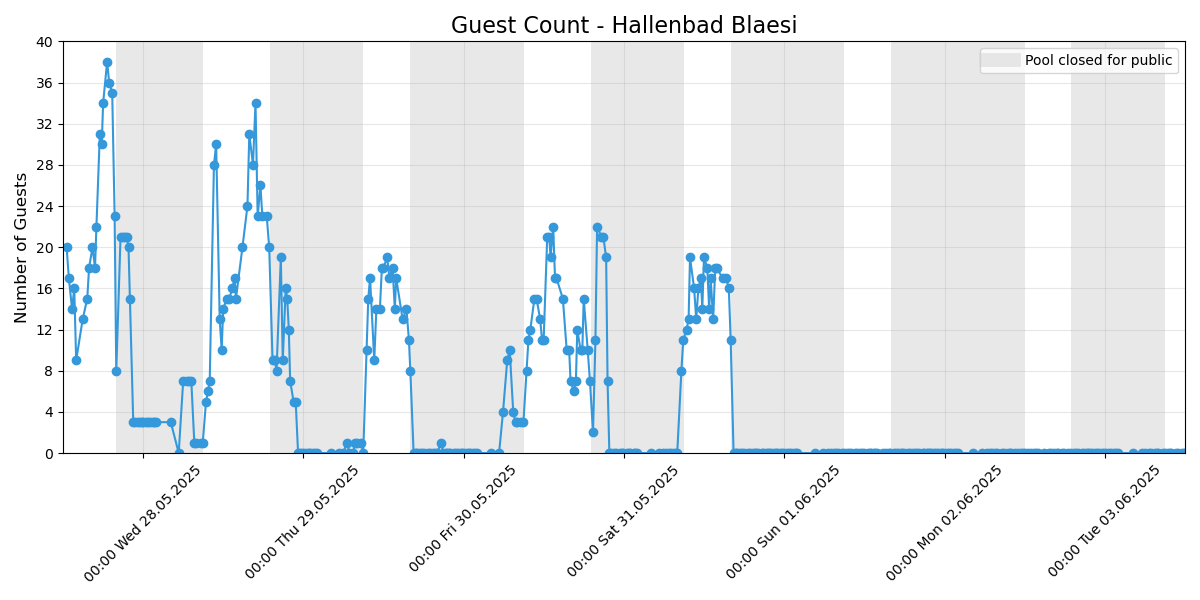 Guest Count - Hallenbad Blaesi
Pool closed for public
Number of Guests
40
36
32
28
24
20
16
12
8
4
0
00:00 Wed 28.05.2025
00:00 Thu 29.05.2025
00:00 Fri 30.05.2025
00:00 Sat 31.05.2025
00:00 Sun 01.06.2025
00:00 Mon 02.06.2025
00:00 Tue 03.06.2025